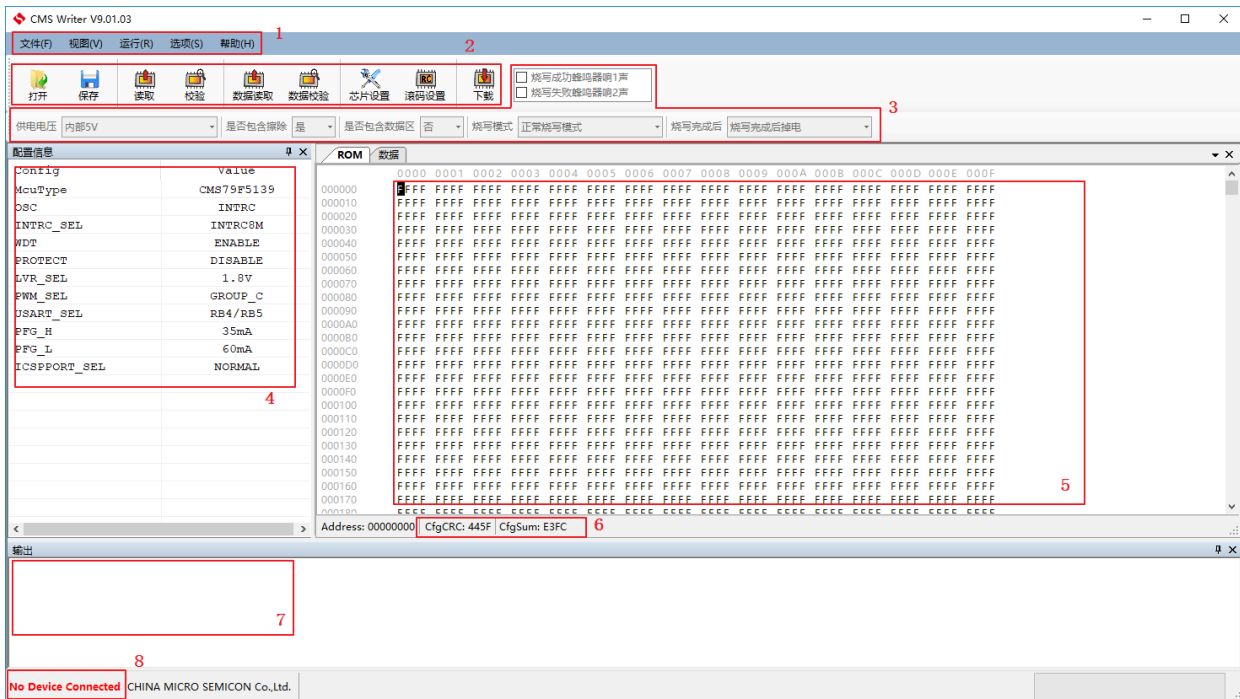 CMS Writer V9.01.03
文件(F) 视图(V) 运行(R) 选项(S) 帮助(H) 1
2
打开 保存 读取 校验 数据读取 数据校验 芯片设置 滚码设置 下载
RC
烧写成功蜂鸣器响1声
烧写失败蜂鸣器响2声
3
供电电压 内部5V 是否包含擦除 是 是否包含数据区 否 烧写模式 正常烧写模式 烧写完成后 烧写完成后掉电
配置信息
Config Value
McuType CMS79F5139
OSC INTRC
INTRC_SEL INTRC8M
WDT ENABLE
PROTECT DISABLE
LVR_SEL 1.8V
PWM_SEL GROUP_C
USART_SEL RB4/RB5
PFG_H 35mA
PFG_L 60mA
ICSPPORT_SEL NORMAL
4
ROM 数据
0000 0001 0002 0003 0004 0005 0006 0007 0008 0009 000A 000B 000C 000D 000E 000F
000000 FFFF FFFF FFFF FFFF FFFF FFFF FFFF FFFF FFFF FFFF FFFF FFFF FFFF FFFF FFFF FFFF
000010 FFFF FFFF FFFF FFFF FFFF FFFF FFFF FFFF FFFF FFFF FFFF FFFF FFFF FFFF FFFF FFFF
000020 FFFF FFFF FFFF FFFF FFFF FFFF FFFF FFFF FFFF FFFF FFFF FFFF FFFF FFFF FFFF FFFF
000030 FFFF FFFF FFFF FFFF FFFF FFFF FFFF FFFF FFFF FFFF FFFF FFFF FFFF FFFF FFFF FFFF
000040 FFFF FFFF FFFF FFFF FFFF FFFF FFFF FFFF FFFF FFFF FFFF FFFF FFFF FFFF FFFF FFFF
000050 FFFF FFFF FFFF FFFF FFFF FFFF FFFF FFFF FFFF FFFF FFFF FFFF FFFF FFFF FFFF FFFF
000060 FFFF FFFF FFFF FFFF FFFF FFFF FFFF FFFF FFFF FFFF FFFF FFFF FFFF FFFF FFFF FFFF
000070 FFFF FFFF FFFF FFFF FFFF FFFF FFFF FFFF FFFF FFFF FFFF FFFF FFFF FFFF FFFF FFFF
000080 FFFF FFFF FFFF FFFF FFFF FFFF FFFF FFFF FFFF FFFF FFFF FFFF FFFF FFFF FFFF FFFF
000090 FFFF FFFF FFFF FFFF FFFF FFFF FFFF FFFF FFFF FFFF FFFF FFFF FFFF FFFF FFFF FFFF
0000A0 FFFF FFFF FFFF FFFF FFFF FFFF FFFF FFFF FFFF FFFF FFFF FFFF FFFF FFFF FFFF FFFF
0000B0 FFFF FFFF FFFF FFFF FFFF FFFF FFFF FFFF FFFF FFFF FFFF FFFF FFFF FFFF FFFF FFFF
0000C0 FFFF FFFF FFFF FFFF FFFF FFFF FFFF FFFF FFFF FFFF FFFF FFFF FFFF FFFF FFFF FFFF
0000D0 FFFF FFFF FFFF FFFF FFFF FFFF FFFF FFFF FFFF FFFF FFFF FFFF FFFF FFFF FFFF FFFF
0000E0 FFFF FFFF FFFF FFFF FFFF FFFF FFFF FFFF FFFF FFFF FFFF FFFF FFFF FFFF FFFF FFFF
0000F0 FFFF FFFF FFFF FFFF FFFF FFFF FFFF FFFF FFFF FFFF FFFF FFFF FFFF FFFF FFFF FFFF
000100 FFFF FFFF FFFF FFFF FFFF FFFF FFFF FFFF FFFF FFFF FFFF FFFF FFFF FFFF FFFF FFFF
000110 FFFF FFFF FFFF FFFF FFFF FFFF FFFF FFFF FFFF FFFF FFFF FFFF FFFF FFFF FFFF FFFF
000120 FFFF FFFF FFFF FFFF FFFF FFFF FFFF FFFF FFFF FFFF FFFF FFFF FFFF FFFF FFFF FFFF
000130 FFFF FFFF FFFF FFFF FFFF FFFF FFFF FFFF FFFF FFFF FFFF FFFF FFFF FFFF FFFF FFFF
000140 FFFF FFFF FFFF FFFF FFFF FFFF FFFF FFFF FFFF FFFF FFFF FFFF FFFF FFFF FFFF FFFF
000150 FFFF FFFF FFFF FFFF FFFF FFFF FFFF FFFF FFFF FFFF FFFF FFFF FFFF FFFF FFFF FFFF
000160 FFFF FFFF FFFF FFFF FFFF FFFF FFFF FFFF FFFF FFFF FFFF FFFF FFFF FFFF FFFF FFFF
5
000170 FFFF FFFF FFFF FFFF FFFF FFFF FFFF FFFF FFFF FFFF FFFF FFFF FFFF FFFF FFFF FFFF
000180 FFFF FFFF FFFF FFFF FFFF FFFF FFFF FFFF FFFF FFFF FFFF FFFF FFFF FFFF FFFF FFFF
Address: 00000000 CfgCRC: 445F CfgSum: E3FC 6
输出
7
8
No Device Connected CHINA MICRO SEMICON Co.,Ltd.